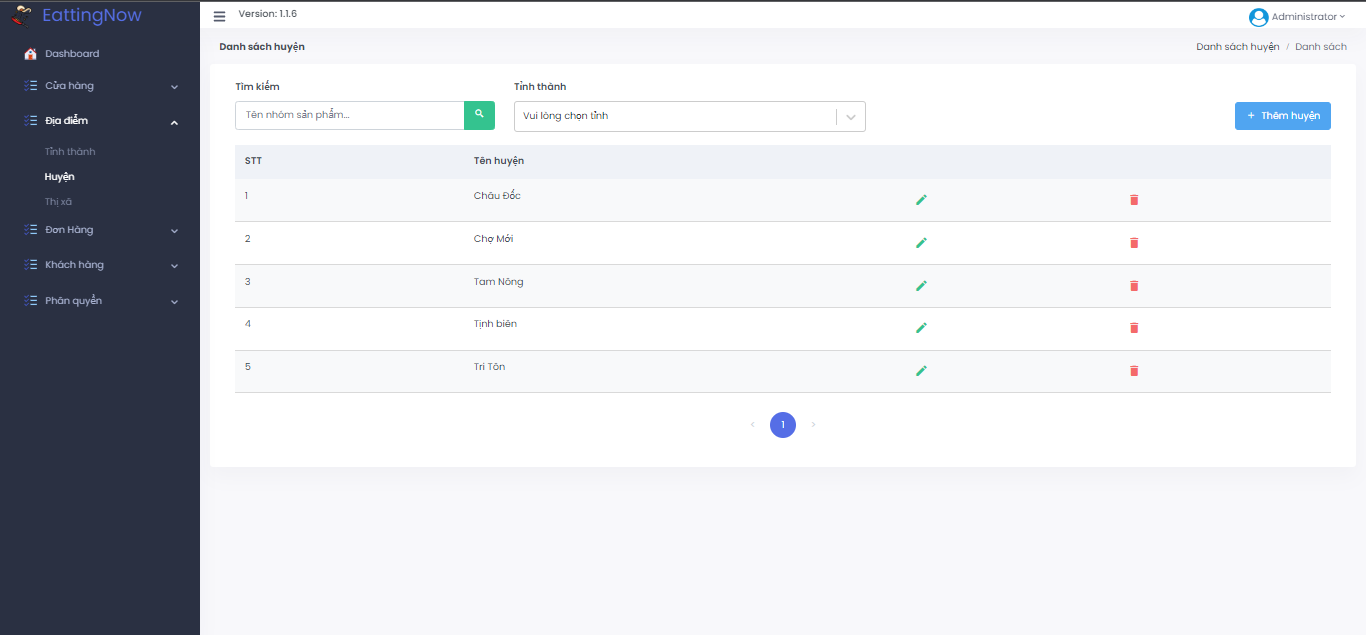 EattingNow
Version: 1.1.6
Administrator
Dashboard
Cửa hàng
Địa điểm
Tỉnh thành
Huyện
Thị xã
Đơn Hàng
Khách hàng
Phân quyền
Danh sách huyện
Danh sách huyện / Danh sách
Tìm kiếm
Tỉnh thành
Tên nhóm sản phẩm...
Vui lòng chọn tỉnh
+ Thêm huyện
STT Tên huyện
1 Châu Đốc
2 Chợ Mới
3 Tam Nông
4 Tịnh biên
5 Tri Tôn
‹ 1 ›